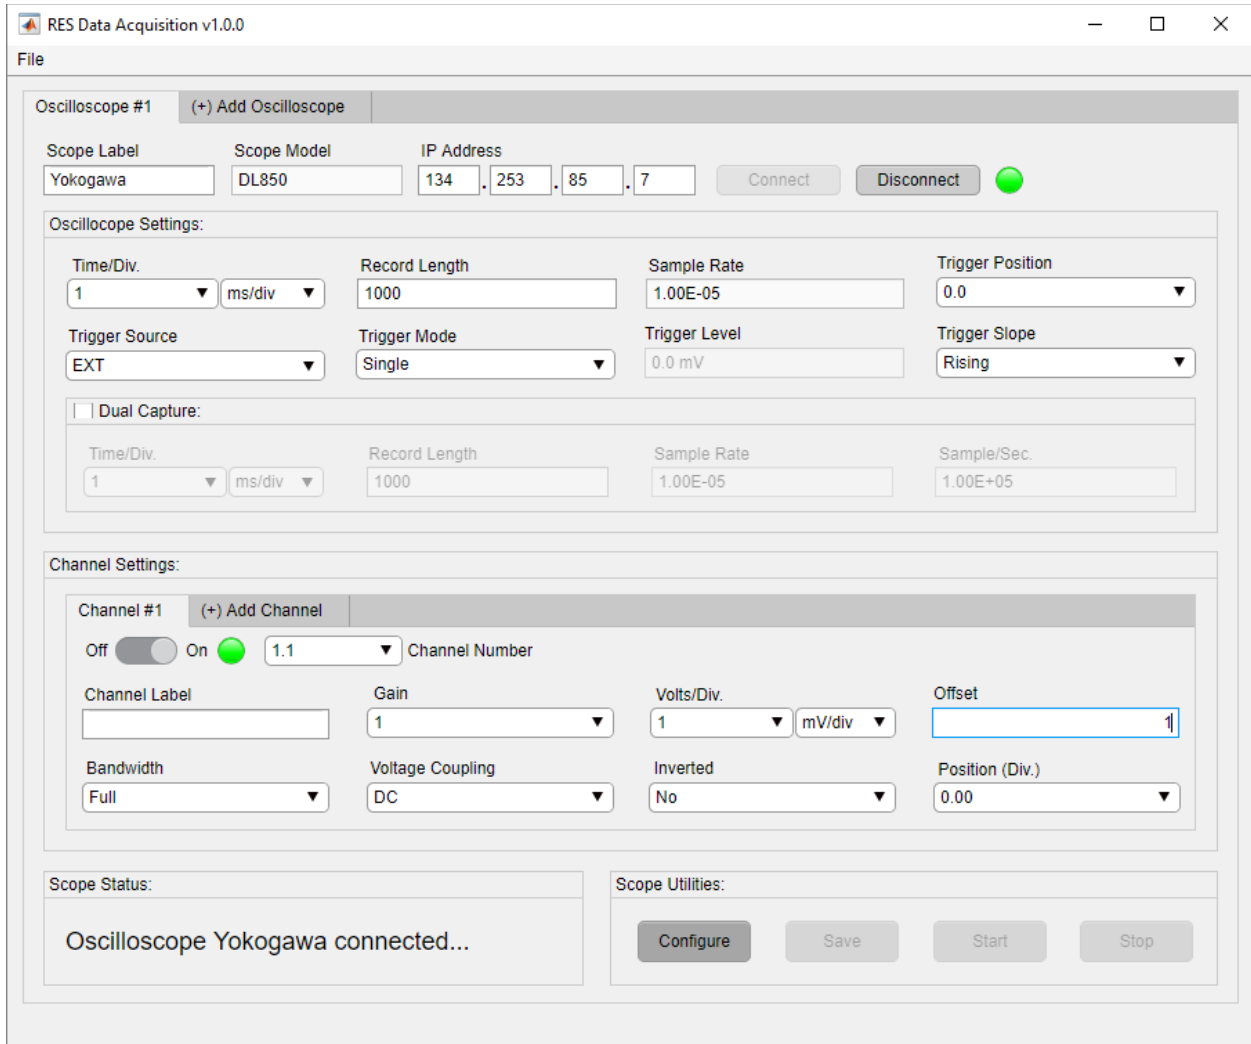 RES Data Acquisition v1.0.0
File
Oscilloscope #1 (+) Add Oscilloscope
Scope Label Scope Model IP Address
Yokogawa DL850 134 . 253 . 85 . 7 Connect Disconnect
Oscillocope Settings:
Time/Div. Record Length Sample Rate Trigger Position
1 ms/div 1000 1.00E-05 0.0
Trigger Source Trigger Mode Trigger Level Trigger Slope
EXT Single 0.0 mV Rising
Dual Capture:
Time/Div. Record Length Sample Rate Sample/Sec.
1 ms/div 1000 1.00E-05 1.00E+05
Channel Settings:
Channel #1 (+) Add Channel
Off On 1.1 Channel Number
Channel Label Gain Volts/Div. Offset
1 1 mV/div 1
Bandwidth Voltage Coupling Inverted Position (Div.)
Full DC No 0.00
Scope Status: Scope Utilities:
Oscilloscope Yokogawa connected... Configure Save Start Stop